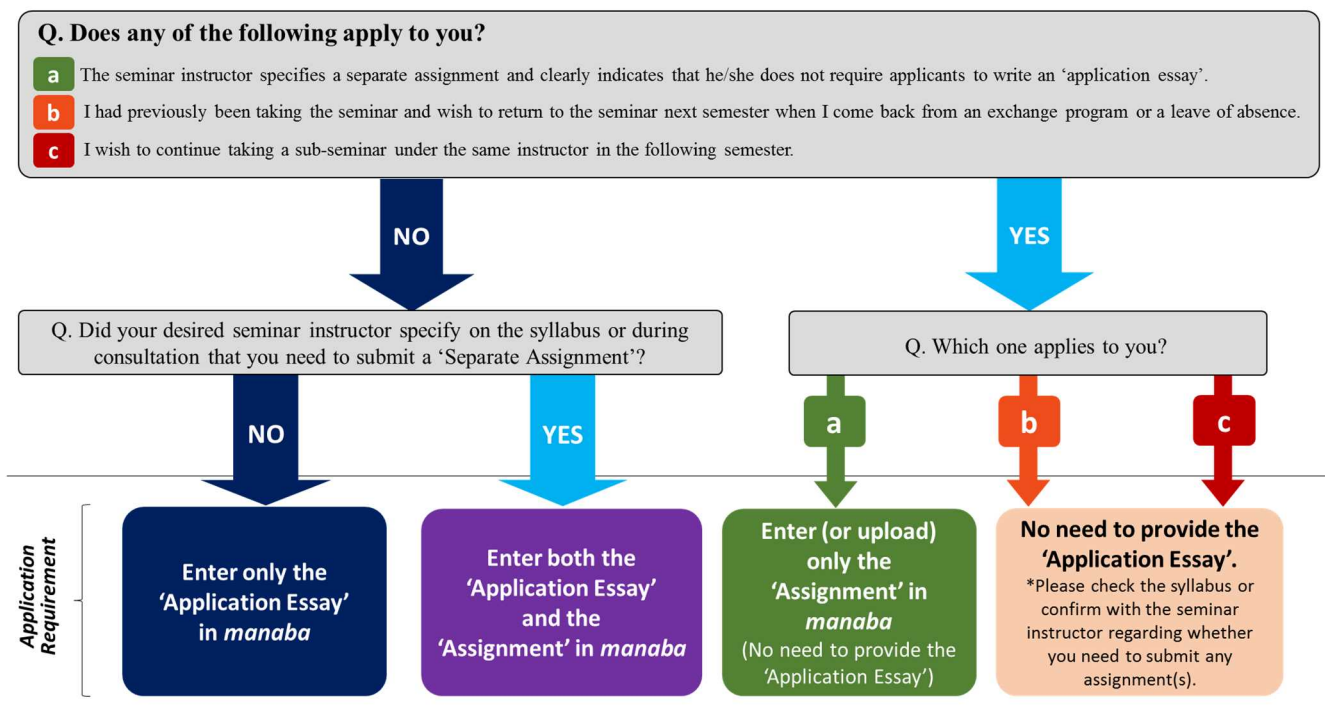 Q. Does any of the following apply to you?
a The seminar instructor specifies a separate assignment and clearly indicates that he/she does not require applicants to write an ‘application essay’.
b I had previously been taking the seminar and wish to return to the seminar next semester when I come back from an exchange program or a leave of absence.
c I wish to continue taking a sub-seminar under the same instructor in the following semester.
NO
YES
Q. Did your desired seminar instructor specify on the syllabus or during
consultation that you need to submit a ‘Separate Assignment’?
Q. Which one applies to you?
NO
YES
a
b
c
Application
Requirement
Enter only the
‘Application Essay’
in manaba
Enter both the
‘Application Essay’
and the
‘Assignment’ in manaba
Enter (or upload)
only the
‘Assignment’ in
manaba
(No need to provide the
‘Application Essay’)
No need to provide the
‘Application Essay’.
*Please check the syllabus or
confirm with the seminar
instructor regarding whether
you need to submit any
assignment(s).